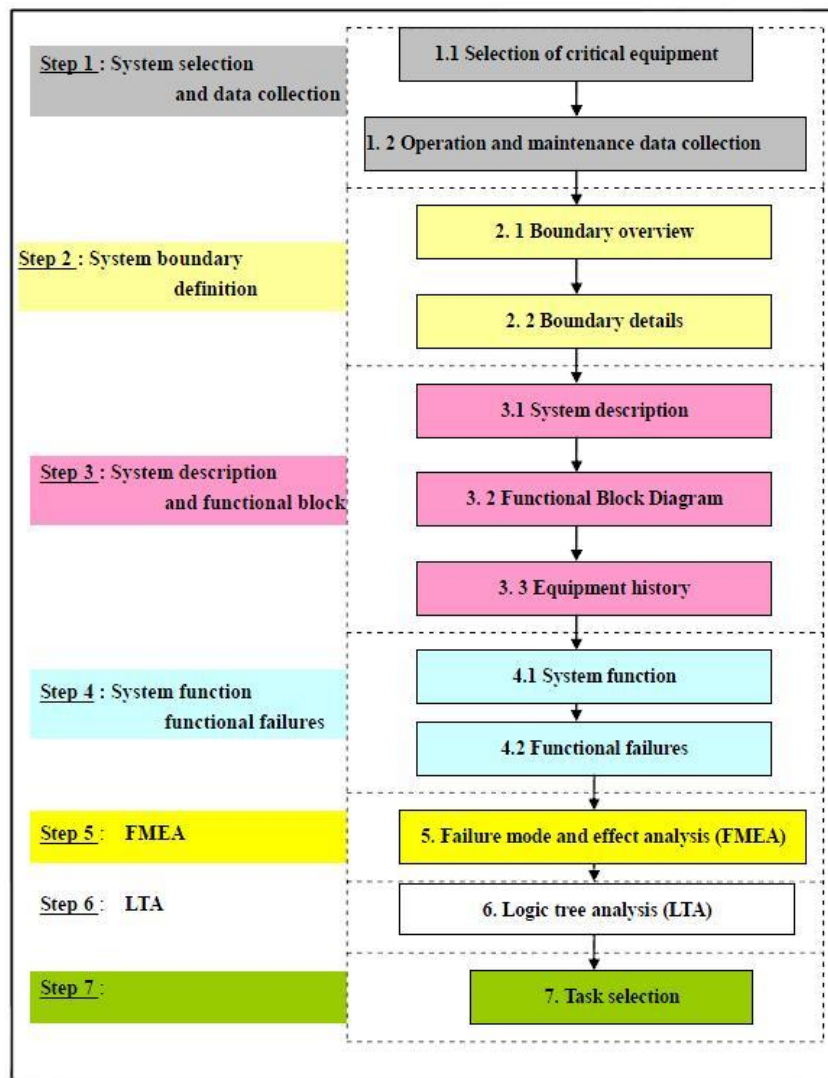 Step 1 : System selection
and data collection
1.1 Selection of critical equipment
1. 2 Operation and maintenance data collection
Step 2 : System boundary
definition
2. 1 Boundary overview
2. 2 Boundary details
Step 3 : System description
and functional block
3.1 System description
3. 2 Functional Block Diagram
3. 3 Equipment history
Step 4 : System function
functional failures
4.1 System function
4.2 Functional failures
Step 5 : FMEA
5. Failure mode and effect analysis (FMEA)
Step 6 : LTA
6. Logic tree analysis (LTA)
Step 7 :
7. Task selection